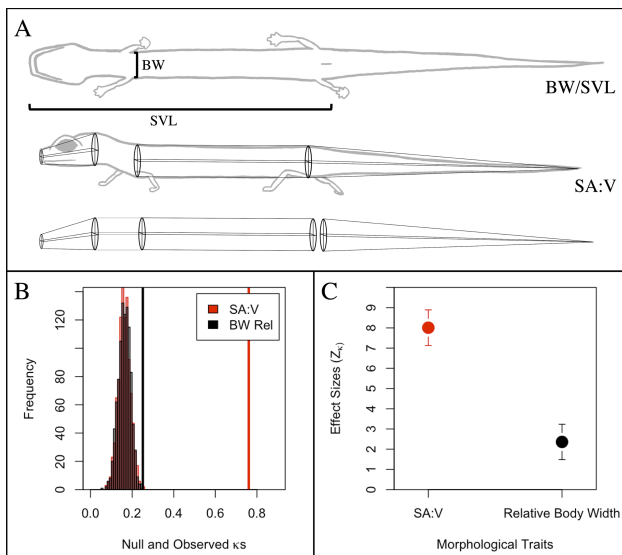 A
BW
BW/SVL
SVL
SA:V
B
SA:V
BW Rel
Frequency
0 20 40 60 80 120
0.0 0.2 0.4 0.6 0.8
Null and Observed κs
C
Effect Sizes (Zκ)
0 1 2 3 4 5 6 7 8 9
SA:V Relative Body Width
Morphological Traits